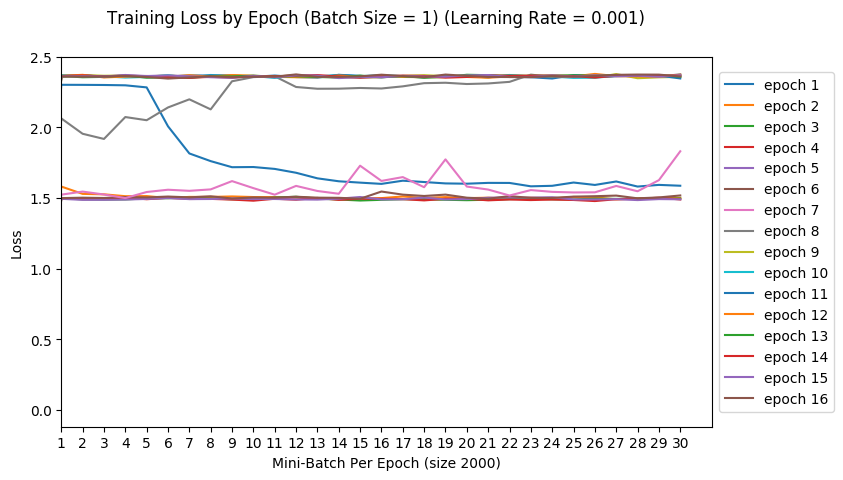 Training Loss by Epoch (Batch Size = 1) (Learning Rate = 0.001)
2.5
2.0
1.5
1.0
0.5
0.0
Loss
1 2 3 4 5 6 7 8 9 10 11 12 13 14 15 16 17 18 19 20 21 22 23 24 25 26 27 28 29 30
Mini-Batch Per Epoch (size 2000)
epoch 1
epoch 2
epoch 3
epoch 4
epoch 5
epoch 6
epoch 7
epoch 8
epoch 9
epoch 10
epoch 11
epoch 12
epoch 13
epoch 14
epoch 15
epoch 16